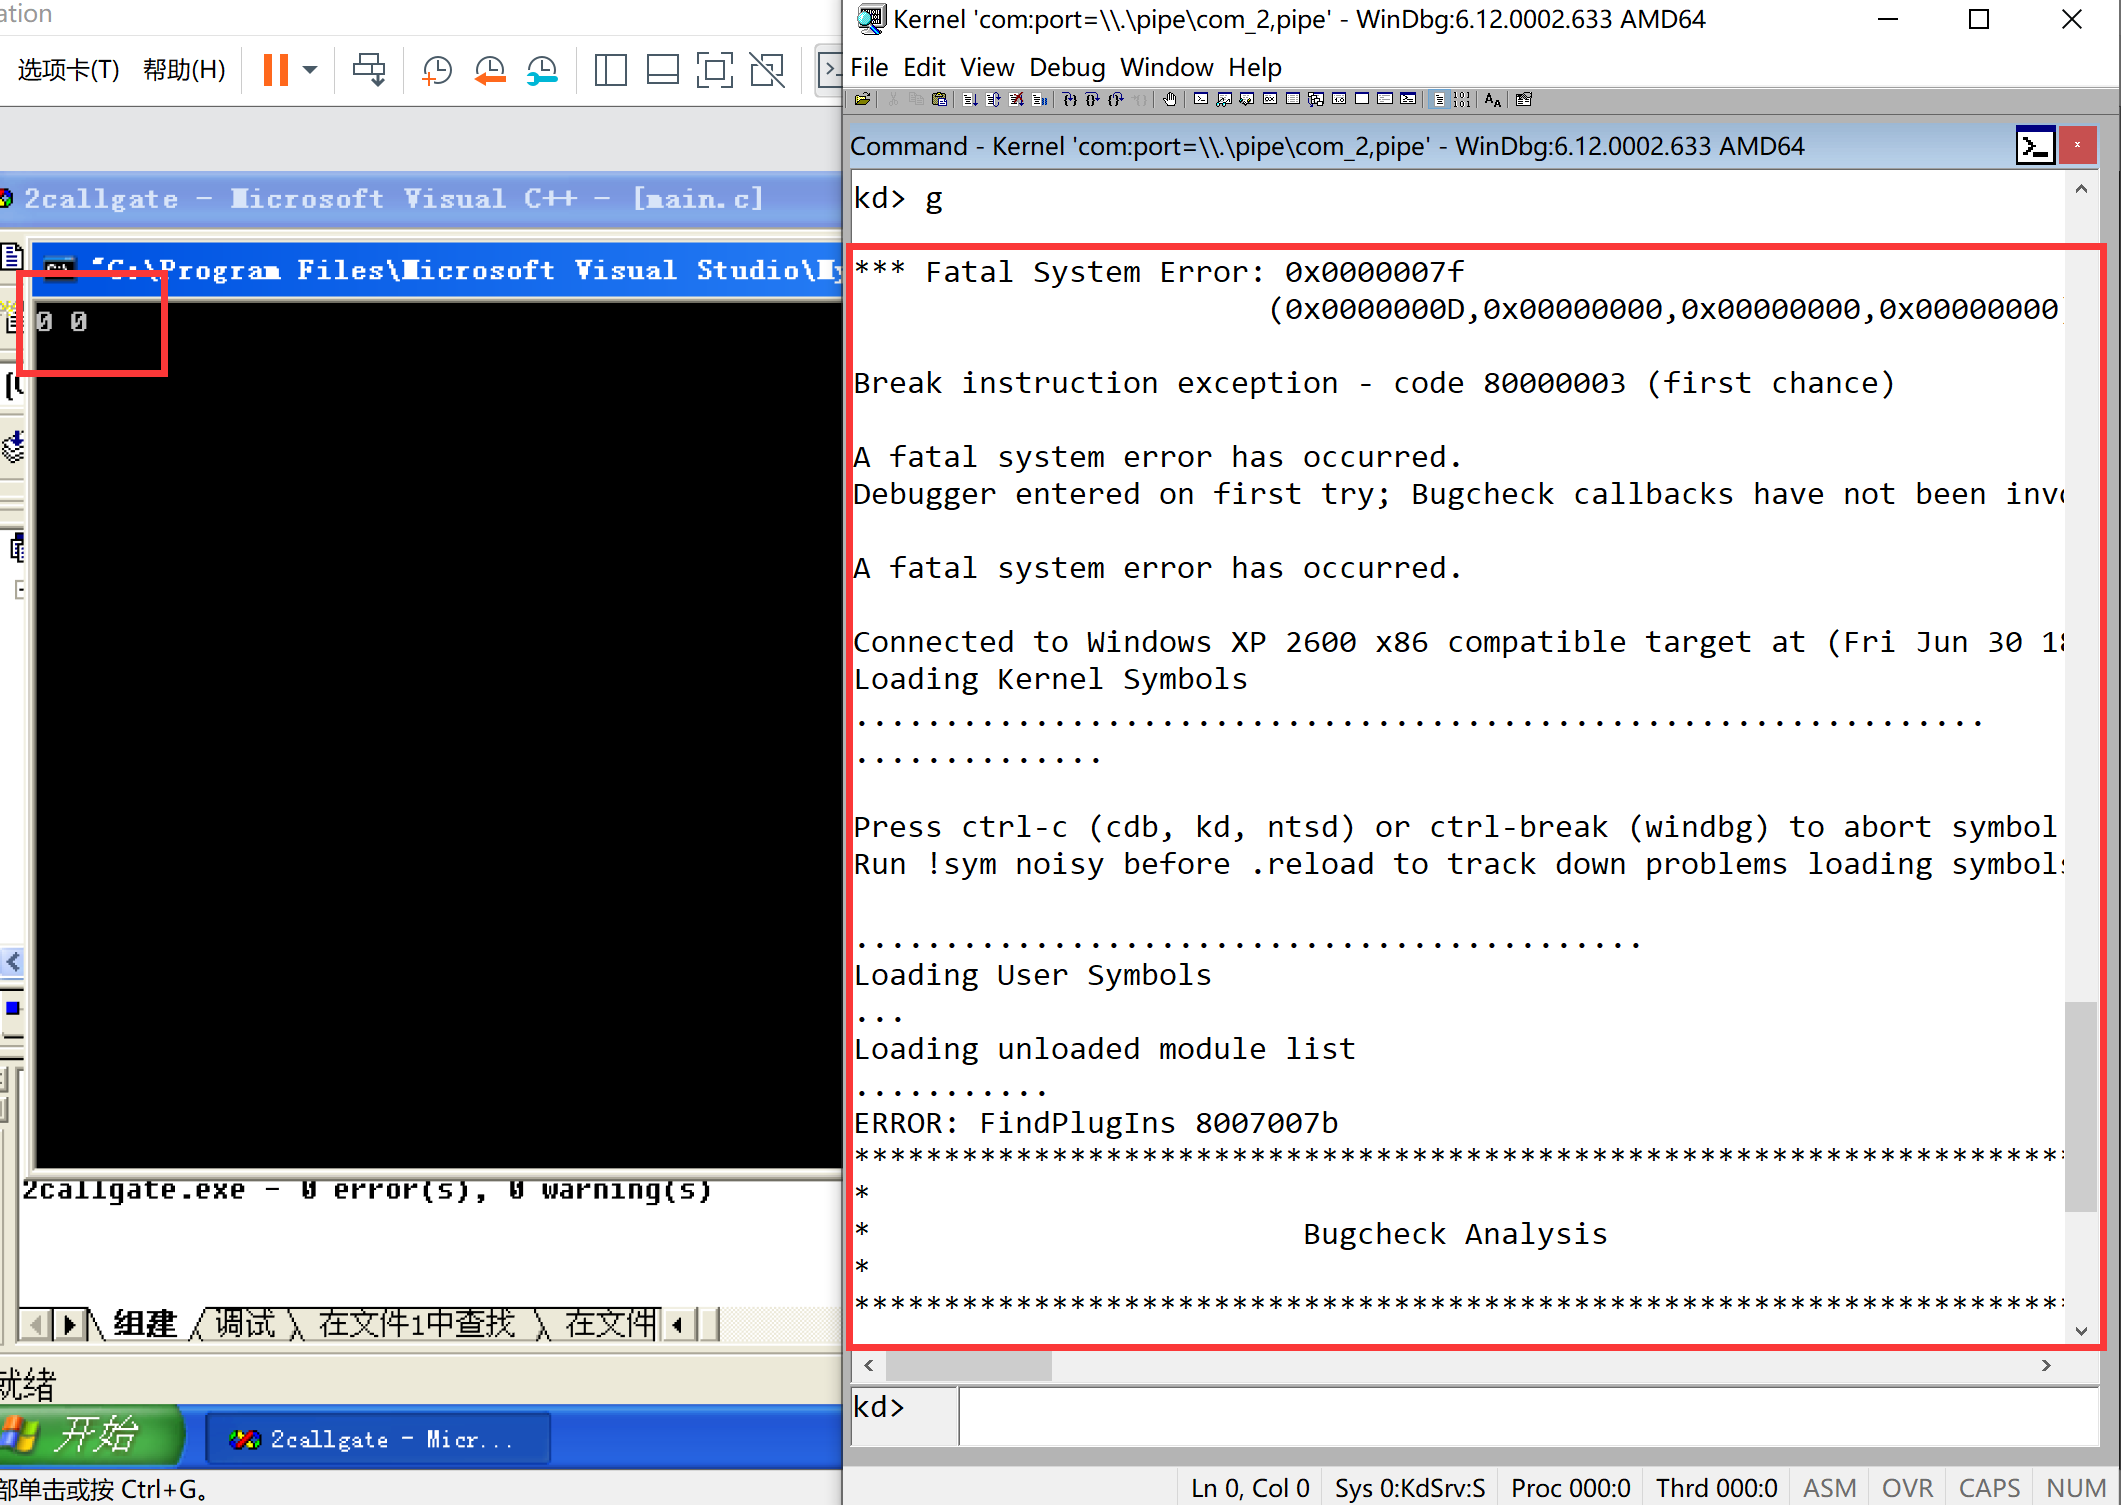 ation
选项卡(T) 帮助(H)
2callgate - Microsoft Visual C++ - [main.c]
"C:\Program Files\Microsoft Visual Studio\My
0 0
2callgate.exe - 0 error(s), 0 warning(s)
组建 调试 在文件1中查找 在文件
就绪
开始 2callgate - Micr...
部单击或按 Ctrl+G。
Kernel 'com:port=\\.\pipe\com_2,pipe' - WinDbg:6.12.0002.633 AMD64
File Edit View Debug Window Help
Command - Kernel 'com:port=\\.\pipe\com_2,pipe' - WinDbg:6.12.0002.633 AMD64
kd> g
*** Fatal System Error: 0x0000007f
(0x0000000D,0x00000000,0x00000000,0x00000000)
Break instruction exception - code 80000003 (first chance)
A fatal system error has occurred.
Debugger entered on first try; Bugcheck callbacks have not been invo
A fatal system error has occurred.
Connected to Windows XP 2600 x86 compatible target at (Fri Jun 30 18
Loading Kernel Symbols
...............................................................
..............
Press ctrl-c (cdb, kd, ntsd) or ctrl-break (windbg) to abort symbol
Run !sym noisy before .reload to track down problems loading symbols
............................................
Loading User Symbols
...
Loading unloaded module list
...........
ERROR: FindPlugIns 8007007b
*******************************************************************
*
* Bugcheck Analysis
*
*******************************************************************
kd>
Ln 0, Col 0 Sys 0:KdSrv:S Proc 000:0 Thrd 000:0 ASM OVR CAPS NUM